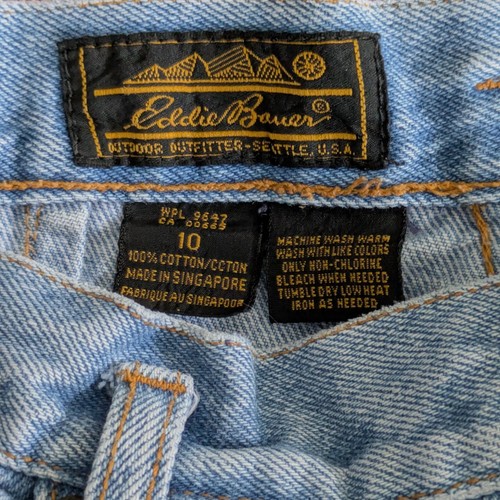 Eddie Bauer ®
OUTDOOR OUTFITTER-SEATTLE, U.S.A.
WPL 9647
CA 00665
10
100% COTTON/CCTON
MADE IN SINGAPORE
FABRIQUE AU SINGAPOUR
MACHINE WASH WARM
WASH WITH LIKE COLORS
ONLY NON-CHLORINE
BLEACH WHEN NEEDED
TUMBLE DRY LOW HEAT
IRON AS NEEDED